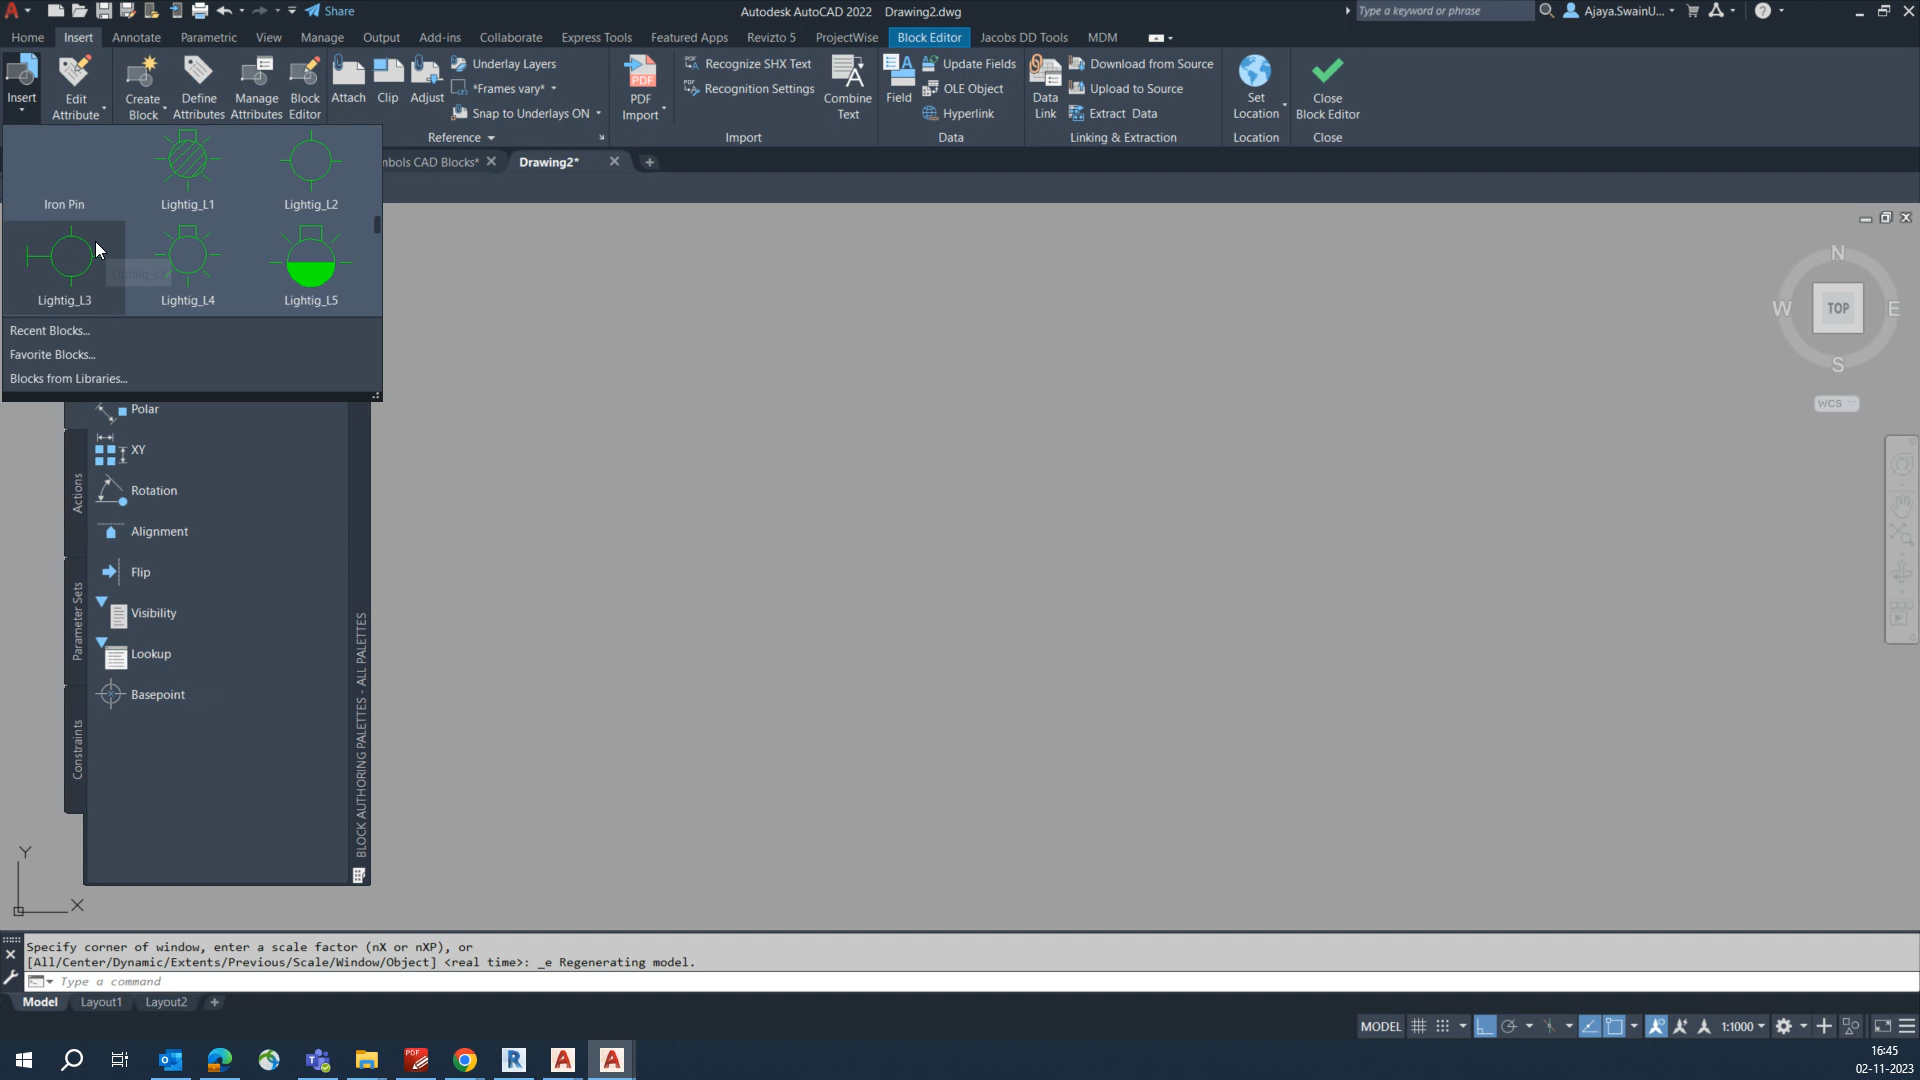 Share
Autodesk AutoCAD 2022 Drawing2.dwg
Type a keyword or phrase
Ajaya.SwainU...
Home Insert Annotate Parametric View Manage Output Add-ins Collaborate Express Tools Featured Apps Revizto 5 ProjectWise Block Editor Jacobs DD Tools MDM
Insert
Edit
Attribute
Create
Block
Define
Attributes
Manage
Attributes
Block
Editor
Attach
Clip
Adjust
Underlay Layers
*Frames vary*
Snap to Underlays ON
Reference
PDF
Import
Recognize SHX Text
Recognition Settings
Combine
Text
Import
Field
Update Fields
OLE Object
Hyperlink
Data
Data
Link
Download from Source
Upload to Source
Extract Data
Linking & Extraction
Set
Location
Location
Close
Block Editor
Close
mbols CAD Blocks*
Drawing2*
Iron Pin
Lightig_L1
Lightig_L2
Lightig_L3
Lightig_L4
Lightig_L5
Recent Blocks...
Favorite Blocks...
Blocks from Libraries...
Polar
XY
Rotation
Alignment
Flip
Visibility
Lookup
Basepoint
Actions
Parameter Sets
Constraints
BLOCK AUTHORING PALETTES - ALL PALETTES
N
W
TOP
E
S
WCS
Y
X
Specify corner of window, enter a scale factor (nX or nXP), or
[All/Center/Dynamic/Extents/Previous/Scale/Window/Object] <real time>: _e Regenerating model.
Type a command
Model Layout1 Layout2
MODEL
1:1000
16:45
02-11-2023